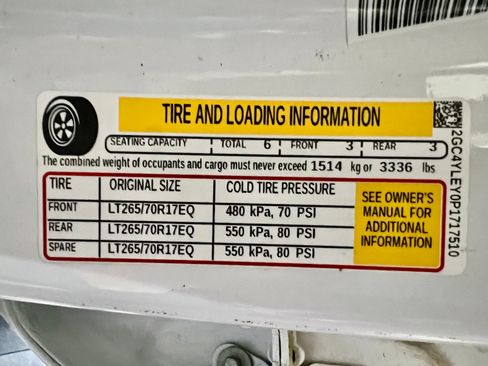 TIRE AND LOADING INFORMATION
SEATING CAPACITY TOTAL 6 FRONT 3 REAR 3
The combined weight of occupants and cargo must never exceed 1514 kg or 3336 lbs
TIRE ORIGINAL SIZE COLD TIRE PRESSURE
FRONT LT265/70R17EQ 480 kPa, 70 PSI
REAR LT265/70R17EQ 550 kPa, 80 PSI
SPARE LT265/70R17EQ 550 kPa, 80 PSI
SEE OWNER'S
MANUAL FOR
ADDITIONAL
INFORMATION
2GC4YLEY0P1717510